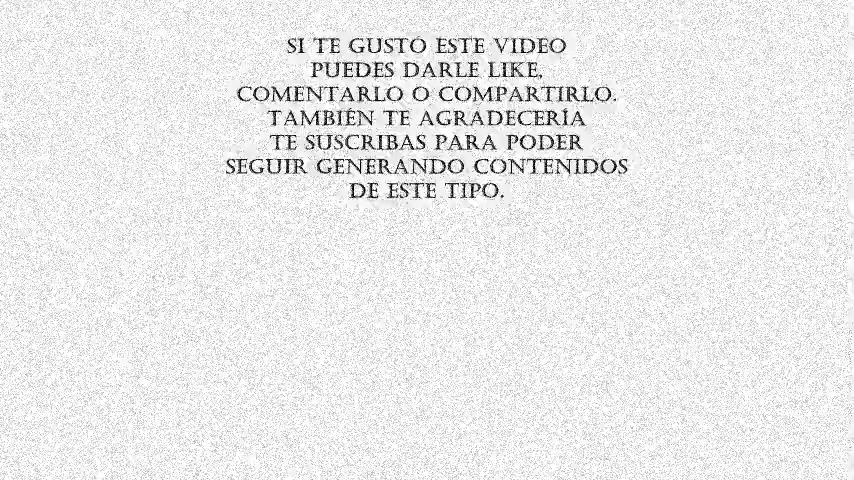 SI TE GUSTO ESTE VIDEO
PUEDES DARLE LIKE,
COMENTARLO O COMPARTIRLO.
TAMBIÉN TE AGRADECERÍA
TE SUSCRIBAS PARA PODER
SEGUIR GENERANDO CONTENIDOS
DE ESTE TIPO.